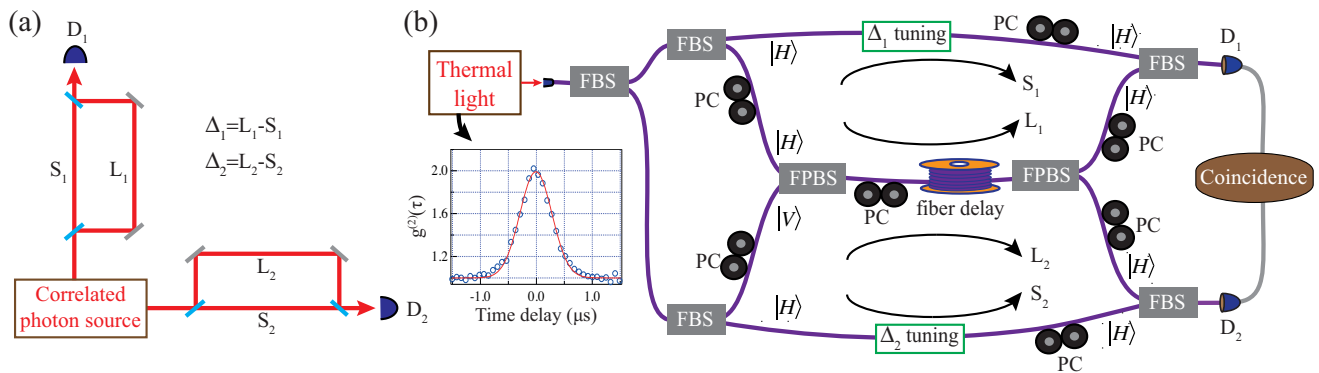 (a)
D₁
S₁
L₁
Δ₁=L₁-S₁
Δ₂=L₂-S₂
L₂
S₂
Correlated
photon source
D₂
(b)
Thermal
light
FBS
FBS
|H⟩
Δ₁ tuning
PC
|H⟩
FBS
D₁
PC
S₁
L₁
|H⟩
PC
|H⟩
FPBS
PC
fiber delay
FPBS
Coincidence
g⁽²⁾(τ)
2.0
1.6
1.2
-1.0
0.0
1.0
Time delay (μs)
|V⟩
PC
L₂
S₂
PC
|H⟩
FBS
|H⟩
Δ₂ tuning
PC
|H⟩
FBS
D₂